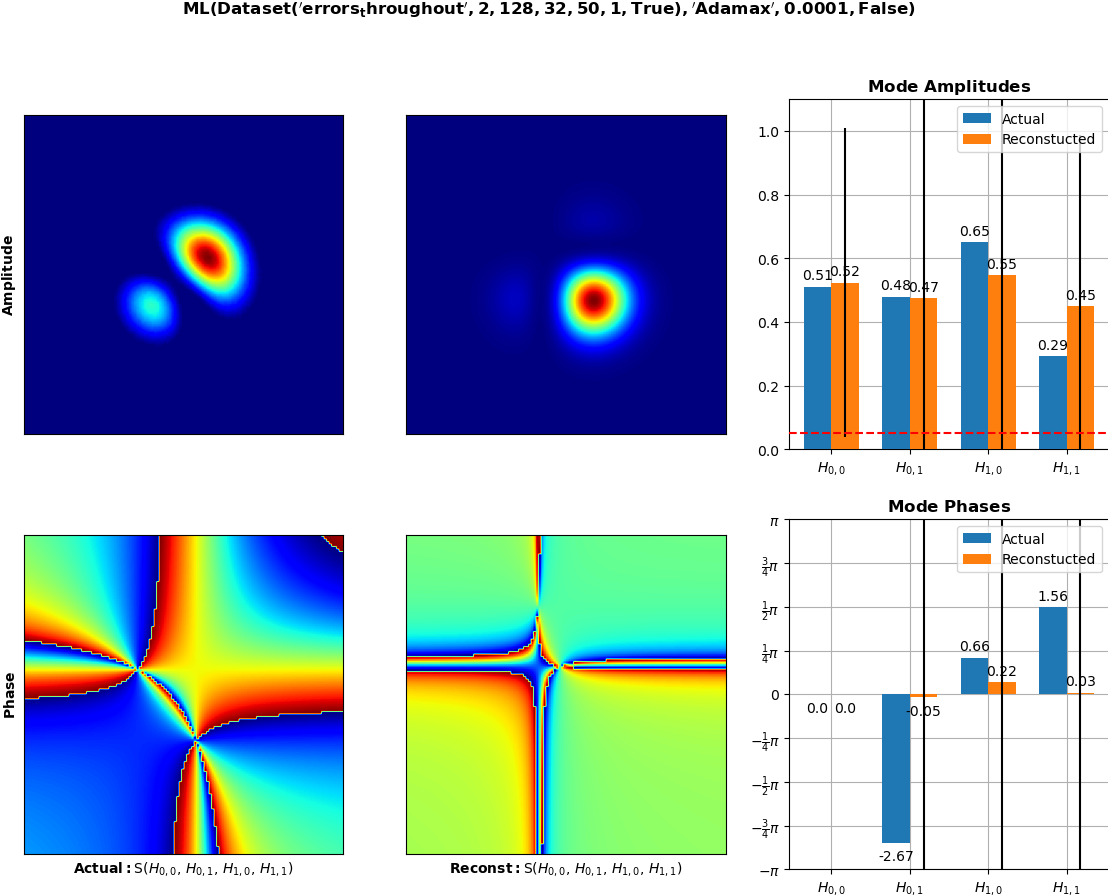 ML(Dataset('errors_throughout', 2, 128, 32, 50, 1, True), 'Adamax', 0.0001, False)
Mode Amplitudes
Amplitude
1.0
0.8
0.6
0.4
0.2
0.0
Actual
Reconstucted
0.51
0.52
0.48
0.47
0.65
0.55
0.29
0.45
H0,0
H0,1
H1,0
H1,1
Mode Phases
Phase
π
3/4π
1/2π
1/4π
0
−1/4π
−1/2π
−3/4π
−π
Actual
Reconstucted
0.0
0.0
-2.67
-0.05
0.66
0.22
1.56
0.03
H0,0
H0,1
H1,0
H1,1
Actual: S(H0,0, H0,1, H1,0, H1,1)
Reconst: S(H0,0, H0,1, H1,0, H1,1)